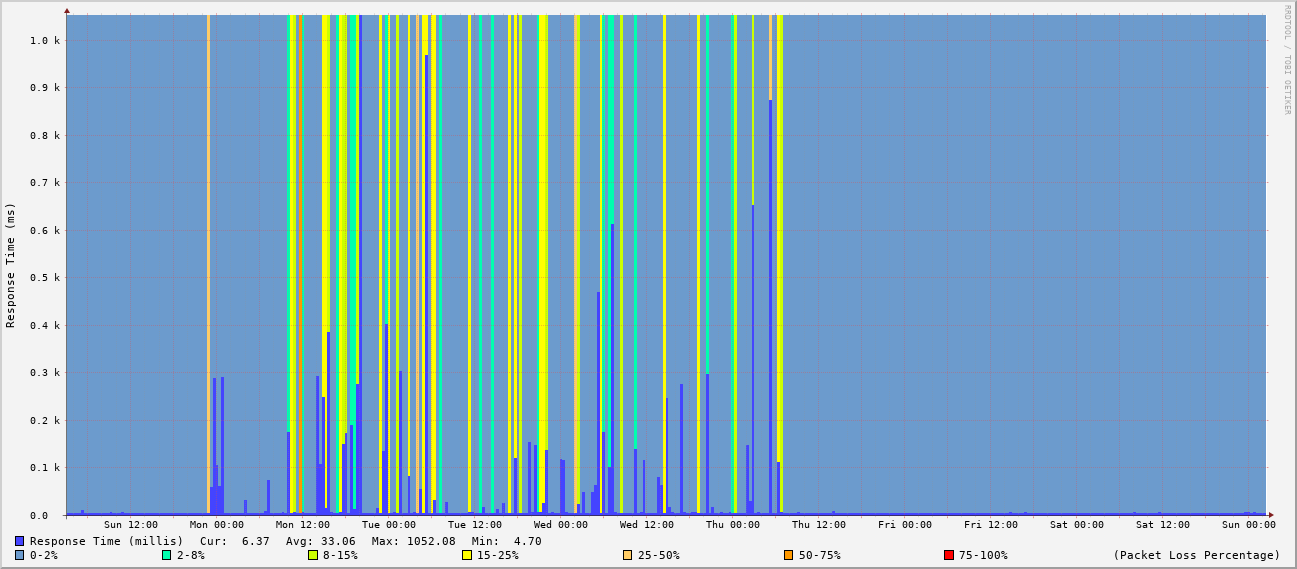 RRDTOOL / TOBI OETIKER
Response Time (ms)
1.0 k
0.9 k
0.8 k
0.7 k
0.6 k
0.5 k
0.4 k
0.3 k
0.2 k
0.1 k
0.0
Sun 12:00 Mon 00:00 Mon 12:00 Tue 00:00 Tue 12:00 Wed 00:00 Wed 12:00 Thu 00:00 Thu 12:00 Fri 00:00 Fri 12:00 Sat 00:00 Sat 12:00 Sun 00:00
Response Time (millis) Cur: 6.37 Avg: 33.06 Max: 1052.08 Min: 4.70
0-2% 2-8% 8-15% 15-25% 25-50% 50-75% 75-100% (Packet Loss Percentage)